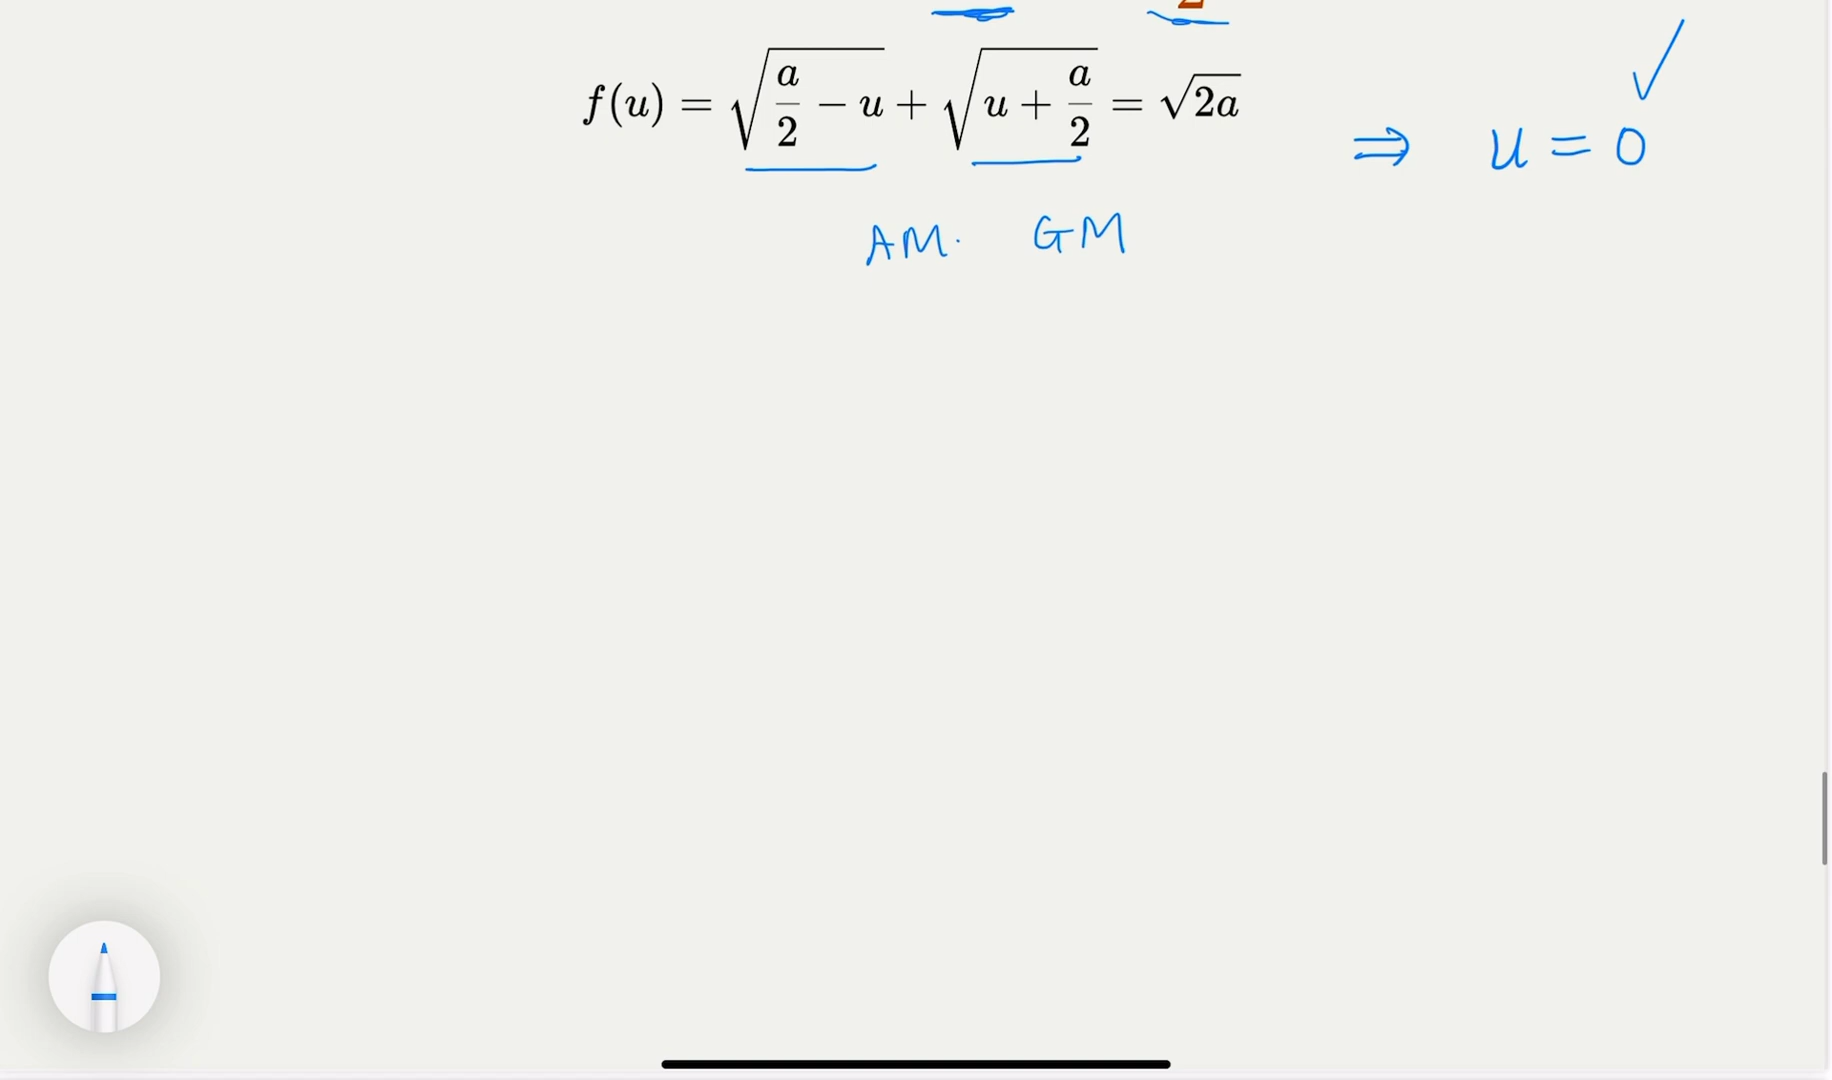 f(u) = √(a/2 − u) + √(u + a/2) = √2a ⇒ u = 0 ✓
AM. GM